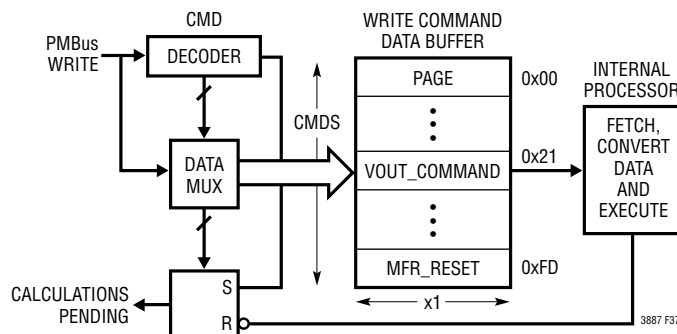 CMD
PMBus
WRITE
DECODER
DATA
MUX
CALCULATIONS
PENDING
S
R
CMDS
WRITE COMMAND
DATA BUFFER
PAGE
0x00
VOUT_COMMAND
0x21
MFR_RESET
0xFD
x1
INTERNAL
PROCESSOR
FETCH,
CONVERT
DATA
AND
EXECUTE
3887 F37